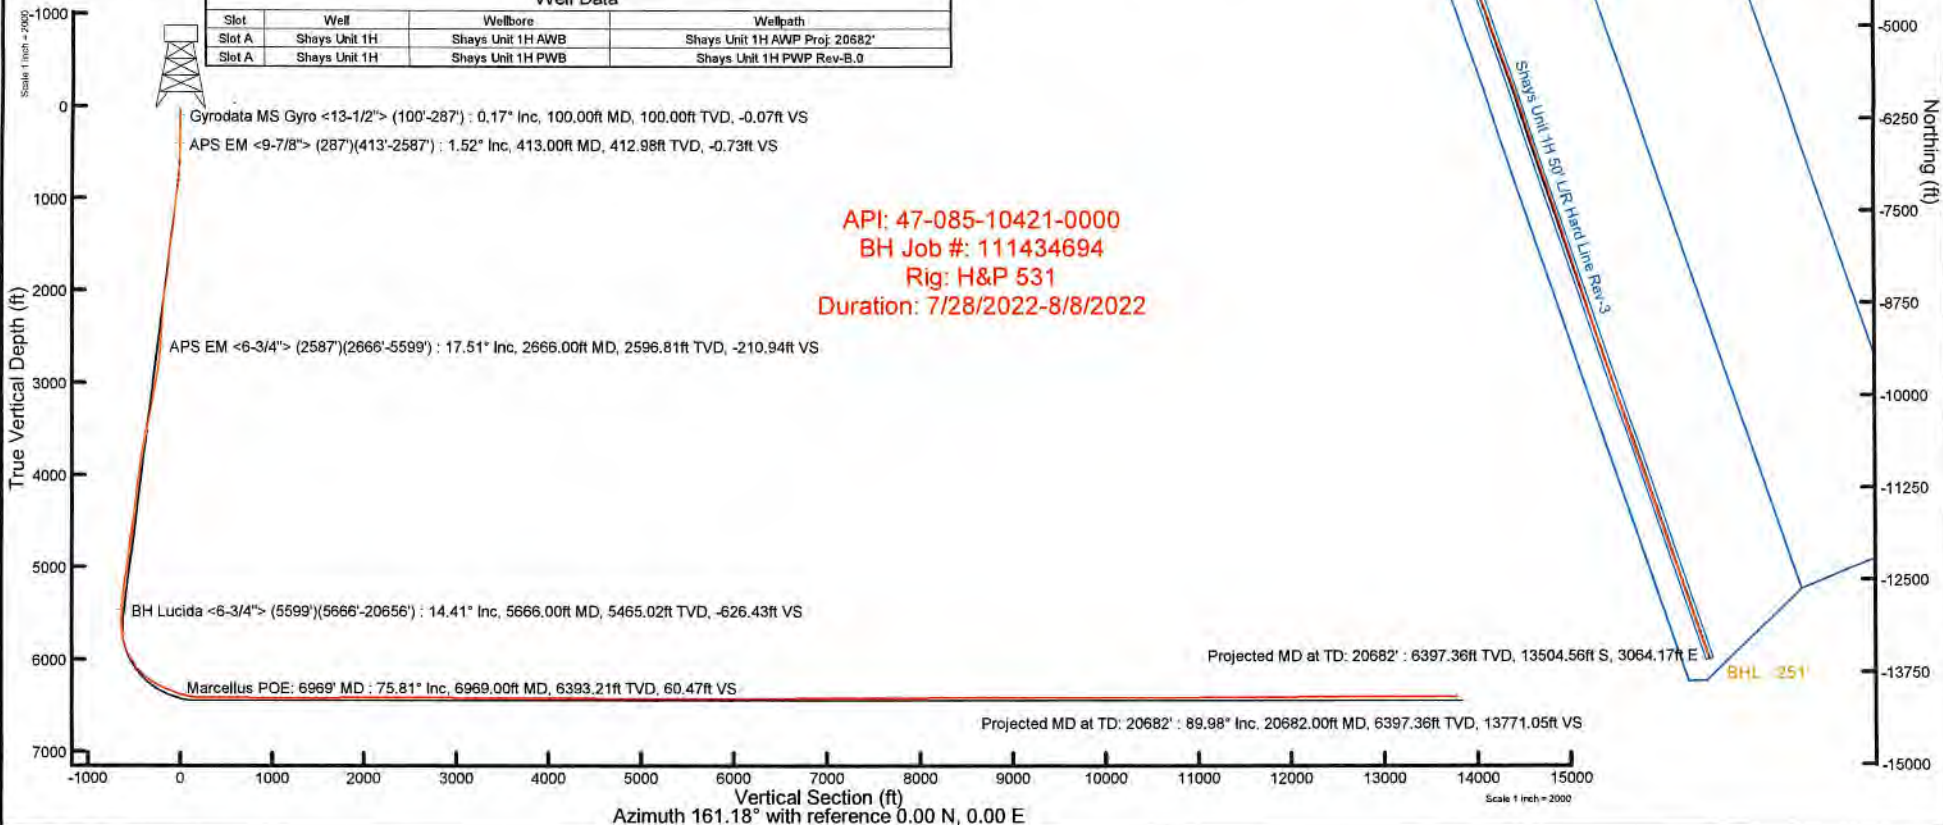 Well Data
Slot Well Wellbore Wellpath
Slot A Shays Unit 1H Shays Unit 1H AWB Shays Unit 1H AWP Proj: 20682'
Slot A Shays Unit 1H Shays Unit 1H PWB Shays Unit 1H PWP Rev-B.0
Scale 1 inch = 2000
True Vertical Depth (ft)
-1000
0
1000
2000
3000
4000
5000
6000
7000
Gyrodata MS Gyro <13-1/2"> (100'-287') : 0.17° Inc, 100.00ft MD, 100.00ft TVD, -0.07ft VS
APS EM <9-7/8"> (287')(413'-2587') : 1.52° Inc, 413.00ft MD, 412.98ft TVD, -0.73ft VS
API: 47-085-10421-0000
BH Job #: 111434694
Rig: H&P 531
Duration: 7/28/2022-8/8/2022
APS EM <6-3/4"> (2587')(2666'-5599') : 17.51° Inc, 2666.00ft MD, 2596.81ft TVD, -210.94ft VS
BH Lucida <6-3/4"> (5599')(5666'-20656') : 14.41° Inc, 5666.00ft MD, 5465.02ft TVD, -626.43ft VS
Marcellus POE: 6969' MD : 75.81° Inc, 6969.00ft MD, 6393.21ft TVD, 60.47ft VS
Projected MD at TD: 20682' : 6397.36ft TVD, 13504.56ft S, 3064.17ft E
Projected MD at TD: 20682' : 89.98° Inc, 20682.00ft MD, 6397.36ft TVD, 13771.05ft VS
Shays Unit 1H 50' L/R Hard Line Rev-3
BHL :251'
-5000
-6250
-7500
-8750
-10000
-11250
-12500
-13750
-15000
Northing (ft)
-1000 0 1000 2000 3000 4000 5000 6000 7000 8000 9000 10000 11000 12000 13000 14000 15000
Vertical Section (ft)
Scale 1 inch = 2000
Azimuth 161.18° with reference 0.00 N, 0.00 E